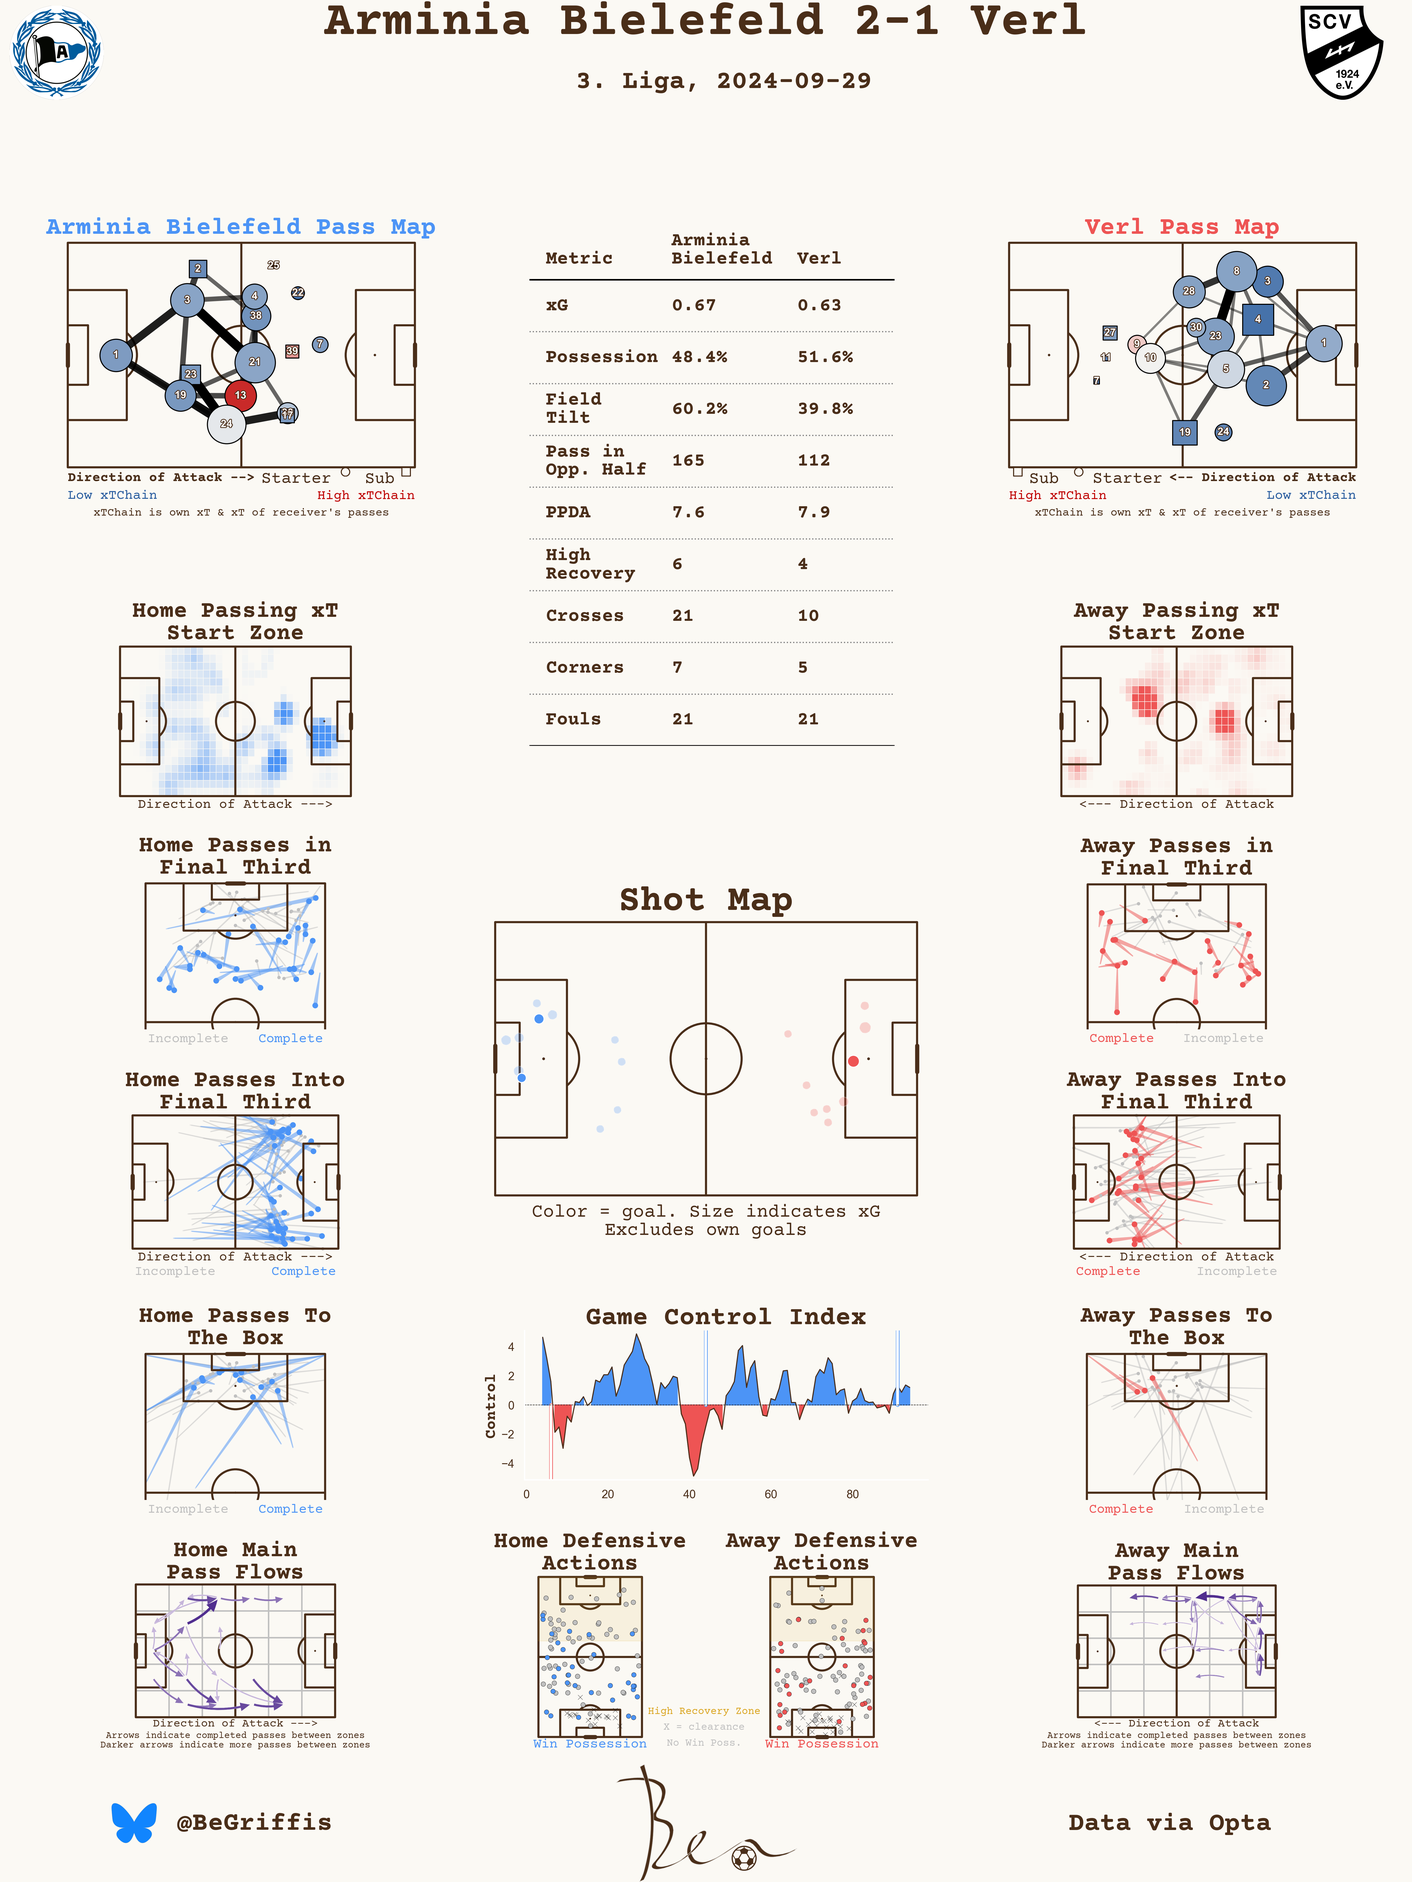 Arminia Bielefeld 2-1 Verl
3. Liga, 2024-09-29
SCV
1924
e.V.
A
Arminia Bielefeld Pass Map
2
25
3
4
22
38
1
21
39
7
23
19
13
24
17
Direction of Attack --> Starter Sub
Low xTChain High xTChain
xTChain is own xT & xT of receiver's passes
Metric Arminia Bielefeld Verl
xG 0.67 0.63
Possession 48.4% 51.6%
Field Tilt 60.2% 39.8%
Pass in Opp. Half 165 112
PPDA 7.6 7.9
High Recovery 6 4
Crosses 21 10
Corners 7 5
Fouls 21 21
Verl Pass Map
8
3
28
4
27
30
23
9
1
11
10
5
7
2
19
24
Sub Starter <-- Direction of Attack
High xTChain Low xTChain
xTChain is own xT & xT of receiver's passes
Home Passing xT
Start Zone
Direction of Attack --->
Away Passing xT
Start Zone
<--- Direction of Attack
Home Passes in
Final Third
Incomplete Complete
Away Passes in
Final Third
Complete Incomplete
Shot Map
Color = goal. Size indicates xG
Excludes own goals
Home Passes Into
Final Third
Direction of Attack --->
Incomplete Complete
Away Passes Into
Final Third
<--- Direction of Attack
Complete Incomplete
Home Passes To
The Box
Incomplete Complete
Game Control Index
Control
4
2
0
−2
−4
0 20 40 60 80
Away Passes To
The Box
Complete Incomplete
Home Main
Pass Flows
Direction of Attack --->
Arrows indicate completed passes between zones
Darker arrows indicate more passes between zones
Home Defensive
Actions
Win Possession
Away Defensive
Actions
Win Possession
High Recovery Zone
X = clearance
No Win Poss.
Away Main
Pass Flows
<--- Direction of Attack
Arrows indicate completed passes between zones
Darker arrows indicate more passes between zones
@BeGriffis
Ben
Data via Opta